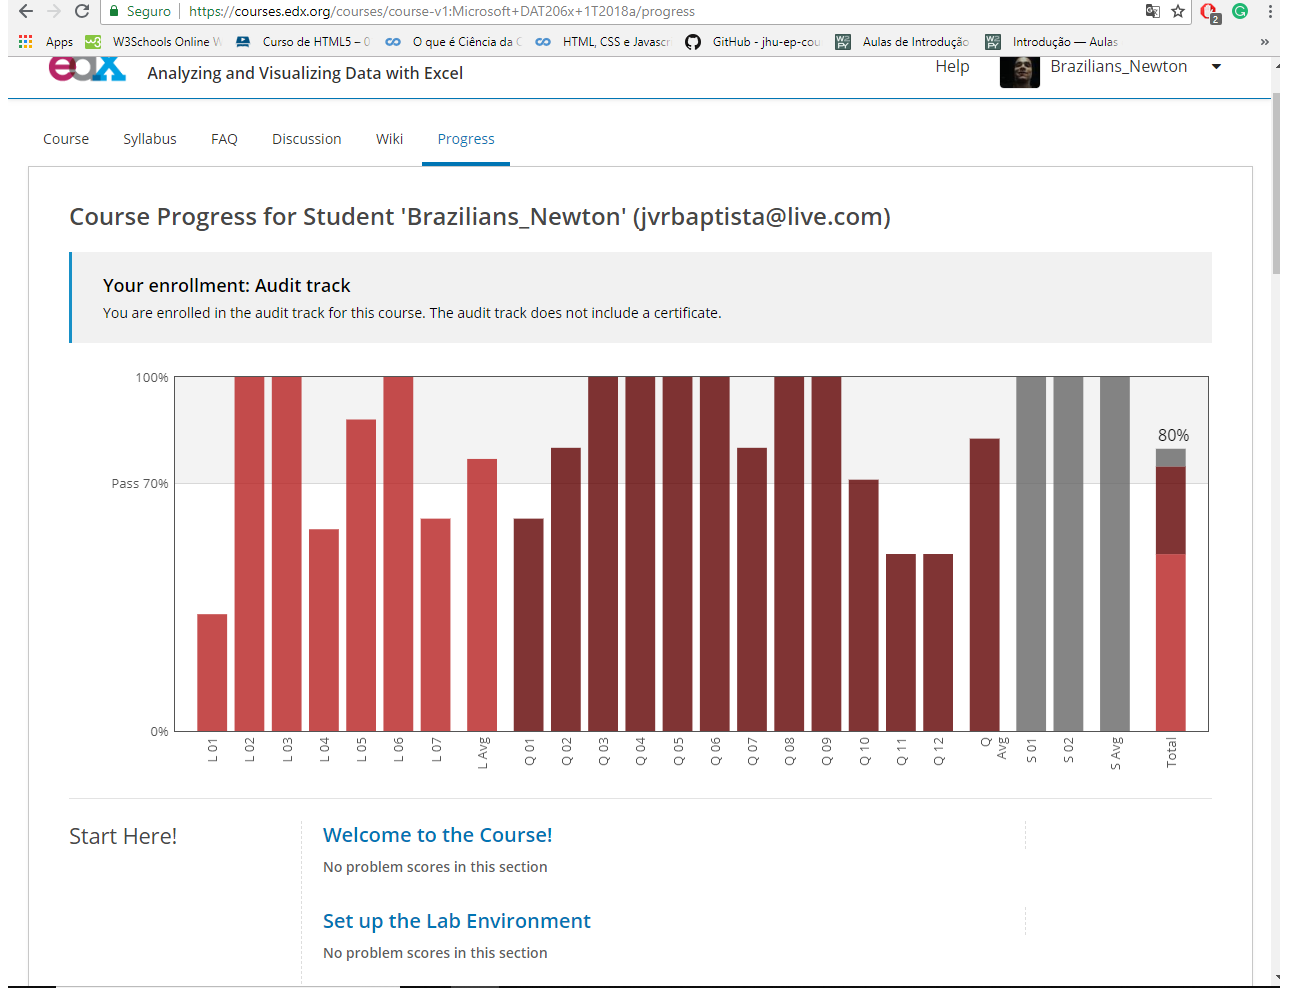 Seguro https://courses.edx.org/courses/course-v1:Microsoft+DAT206x+1T2018a/progress
2
Apps W3Schools Online W Curso de HTML5 – 0 O que é Ciência da C HTML, CSS e Javascr GitHub - jhu-ep-cou Aulas de Introdução Introdução — Aulas »
edX Analyzing and Visualizing Data with Excel Help Brazilians_Newton
Course Syllabus FAQ Discussion Wiki Progress
Course Progress for Student 'Brazilians_Newton' (jvrbaptista@live.com)
Your enrollment: Audit track
You are enrolled in the audit track for this course. The audit track does not include a certificate.
100%
80%
Pass 70%
0%
L 01 L 02 L 03 L 04 L 05 L 06 L 07 L Avg Q 01 Q 02 Q 03 Q 04 Q 05 Q 06 Q 07 Q 08 Q 09 Q 10 Q 11 Q 12 Q Avg S 01 S 02 S Avg Total
Start Here!
Welcome to the Course!
No problem scores in this section
Set up the Lab Environment
No problem scores in this section